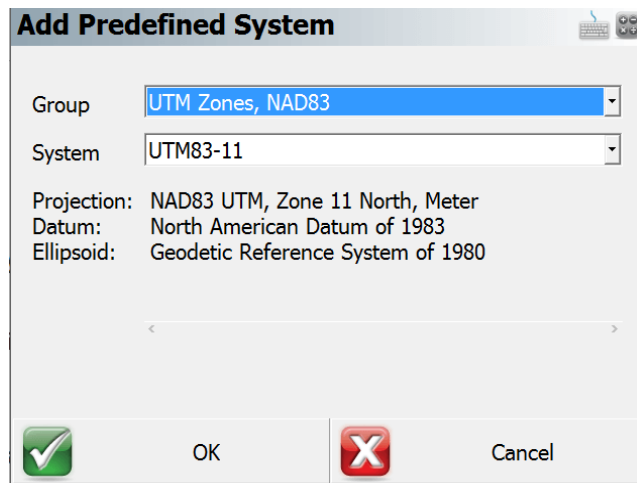 Add Predefined System
Group UTM Zones, NAD83
System UTM83-11
Projection: NAD83 UTM, Zone 11 North, Meter
Datum: North American Datum of 1983
Ellipsoid: Geodetic Reference System of 1980
OK Cancel